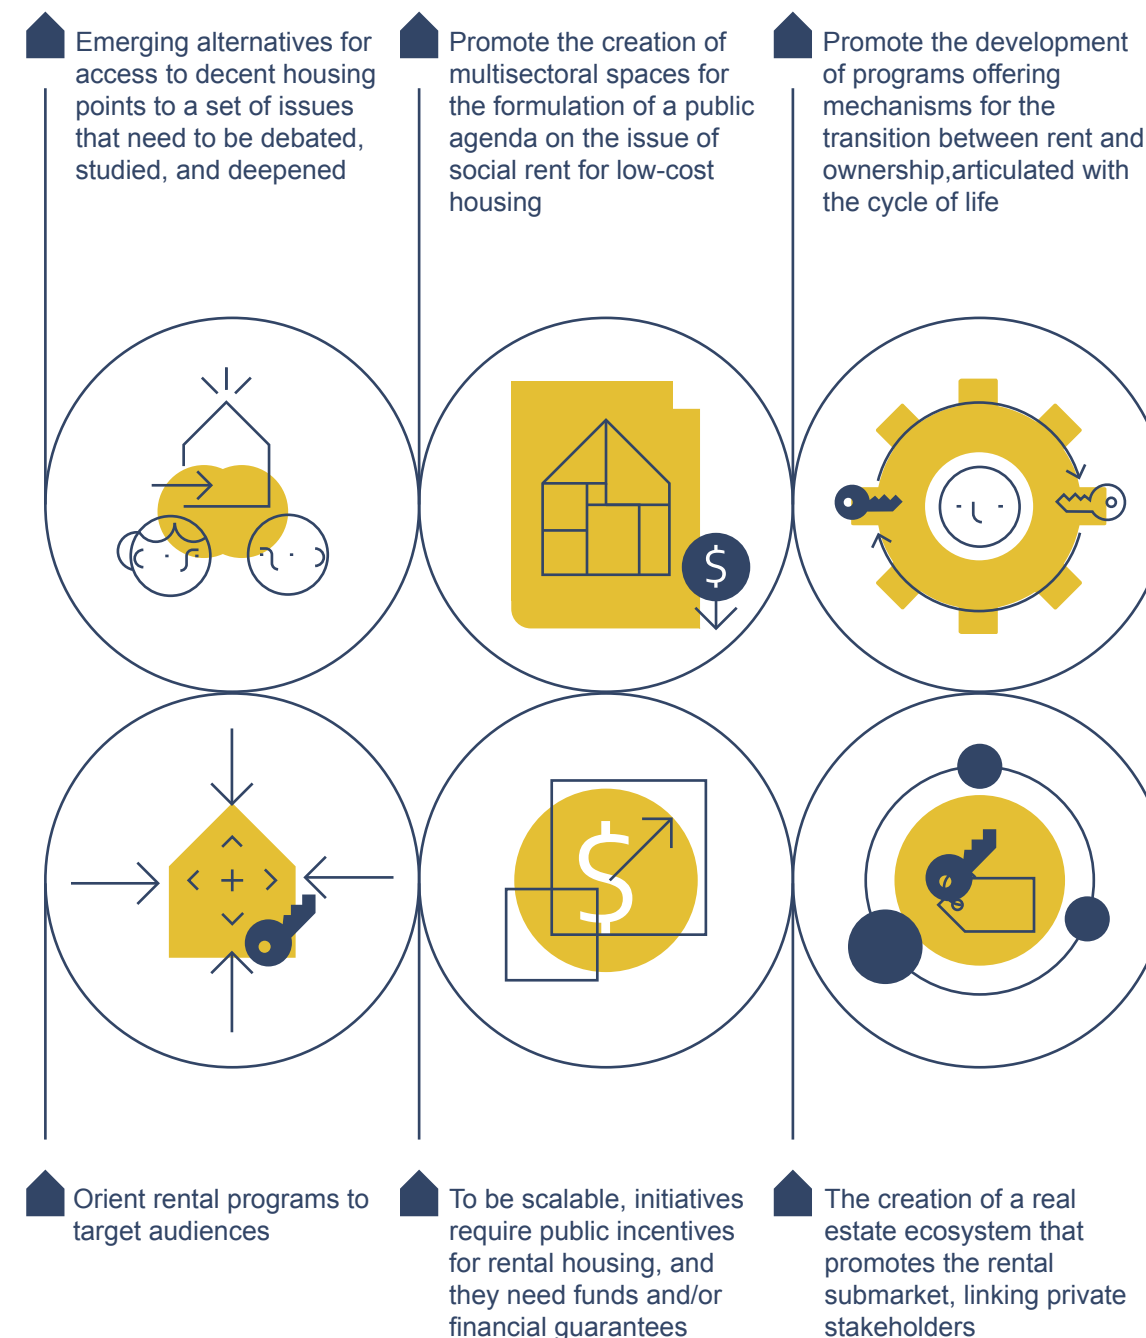 Emerging alternatives for
access to decent housing
points to a set of issues
that need to be debated,
studied, and deepened
Promote the creation of
multisectoral spaces for
the formulation of a public
agenda on the issue of
social rent for low-cost
housing
Promote the development
of programs offering
mechanisms for the
transition between rent and
ownership,articulated with
the cycle of life
$
$
Orient rental programs to
target audiences
To be scalable, initiatives
require public incentives
for rental housing, and
they need funds and/or
financial guarantees
The creation of a real
estate ecosystem that
promotes the rental
submarket, linking private
stakeholders